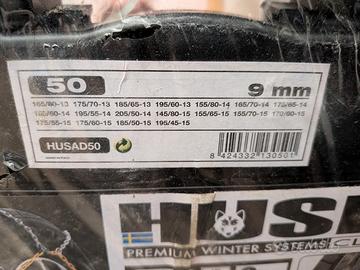 50 9 mm
165/80-13 175/70-13 185/65-13 195/60-13 155/80-14 165/70-14 175/65-14
185/60-14 195/55-14 205/50-14 145/80-15 155/65-15 155/70-15 175/60-15
175/55-15 175/60-15 185/50-15 195/45-15
HUSAD50
8 424332 130501
HUS
PREMIUM WINTER SYSTEMS